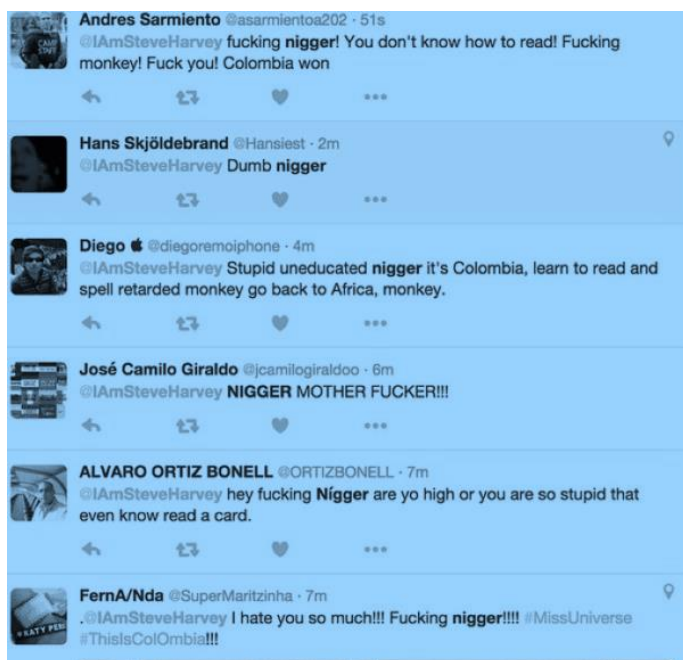 Andres Sarmiento @asarmientoa202 · 51s
@IAmSteveHarvey fucking nigger! You don't know how to read! Fucking
monkey! Fuck you! Colombia won
Hans Skjöldebrand @Hansiest · 2m
@IAmSteveHarvey Dumb nigger
Diego @diegoremoiphone · 4m
@IAmSteveHarvey Stupid uneducated nigger it's Colombia, learn to read and
spell retarded monkey go back to Africa, monkey.
José Camilo Giraldo @jcamilogiraldoo · 6m
@IAmSteveHarvey NIGGER MOTHER FUCKER!!!
ALVARO ORTIZ BONELL @ORTIZBONELL · 7m
@IAmSteveHarvey hey fucking Nígger are yo high or you are so stupid that
even know read a card.
FernA/Nda @SuperMaritzinha · 7m
.@IAmSteveHarvey I hate you so much!!! Fucking nigger!!!! #MissUniverse
#ThisIsColOmbia!!!